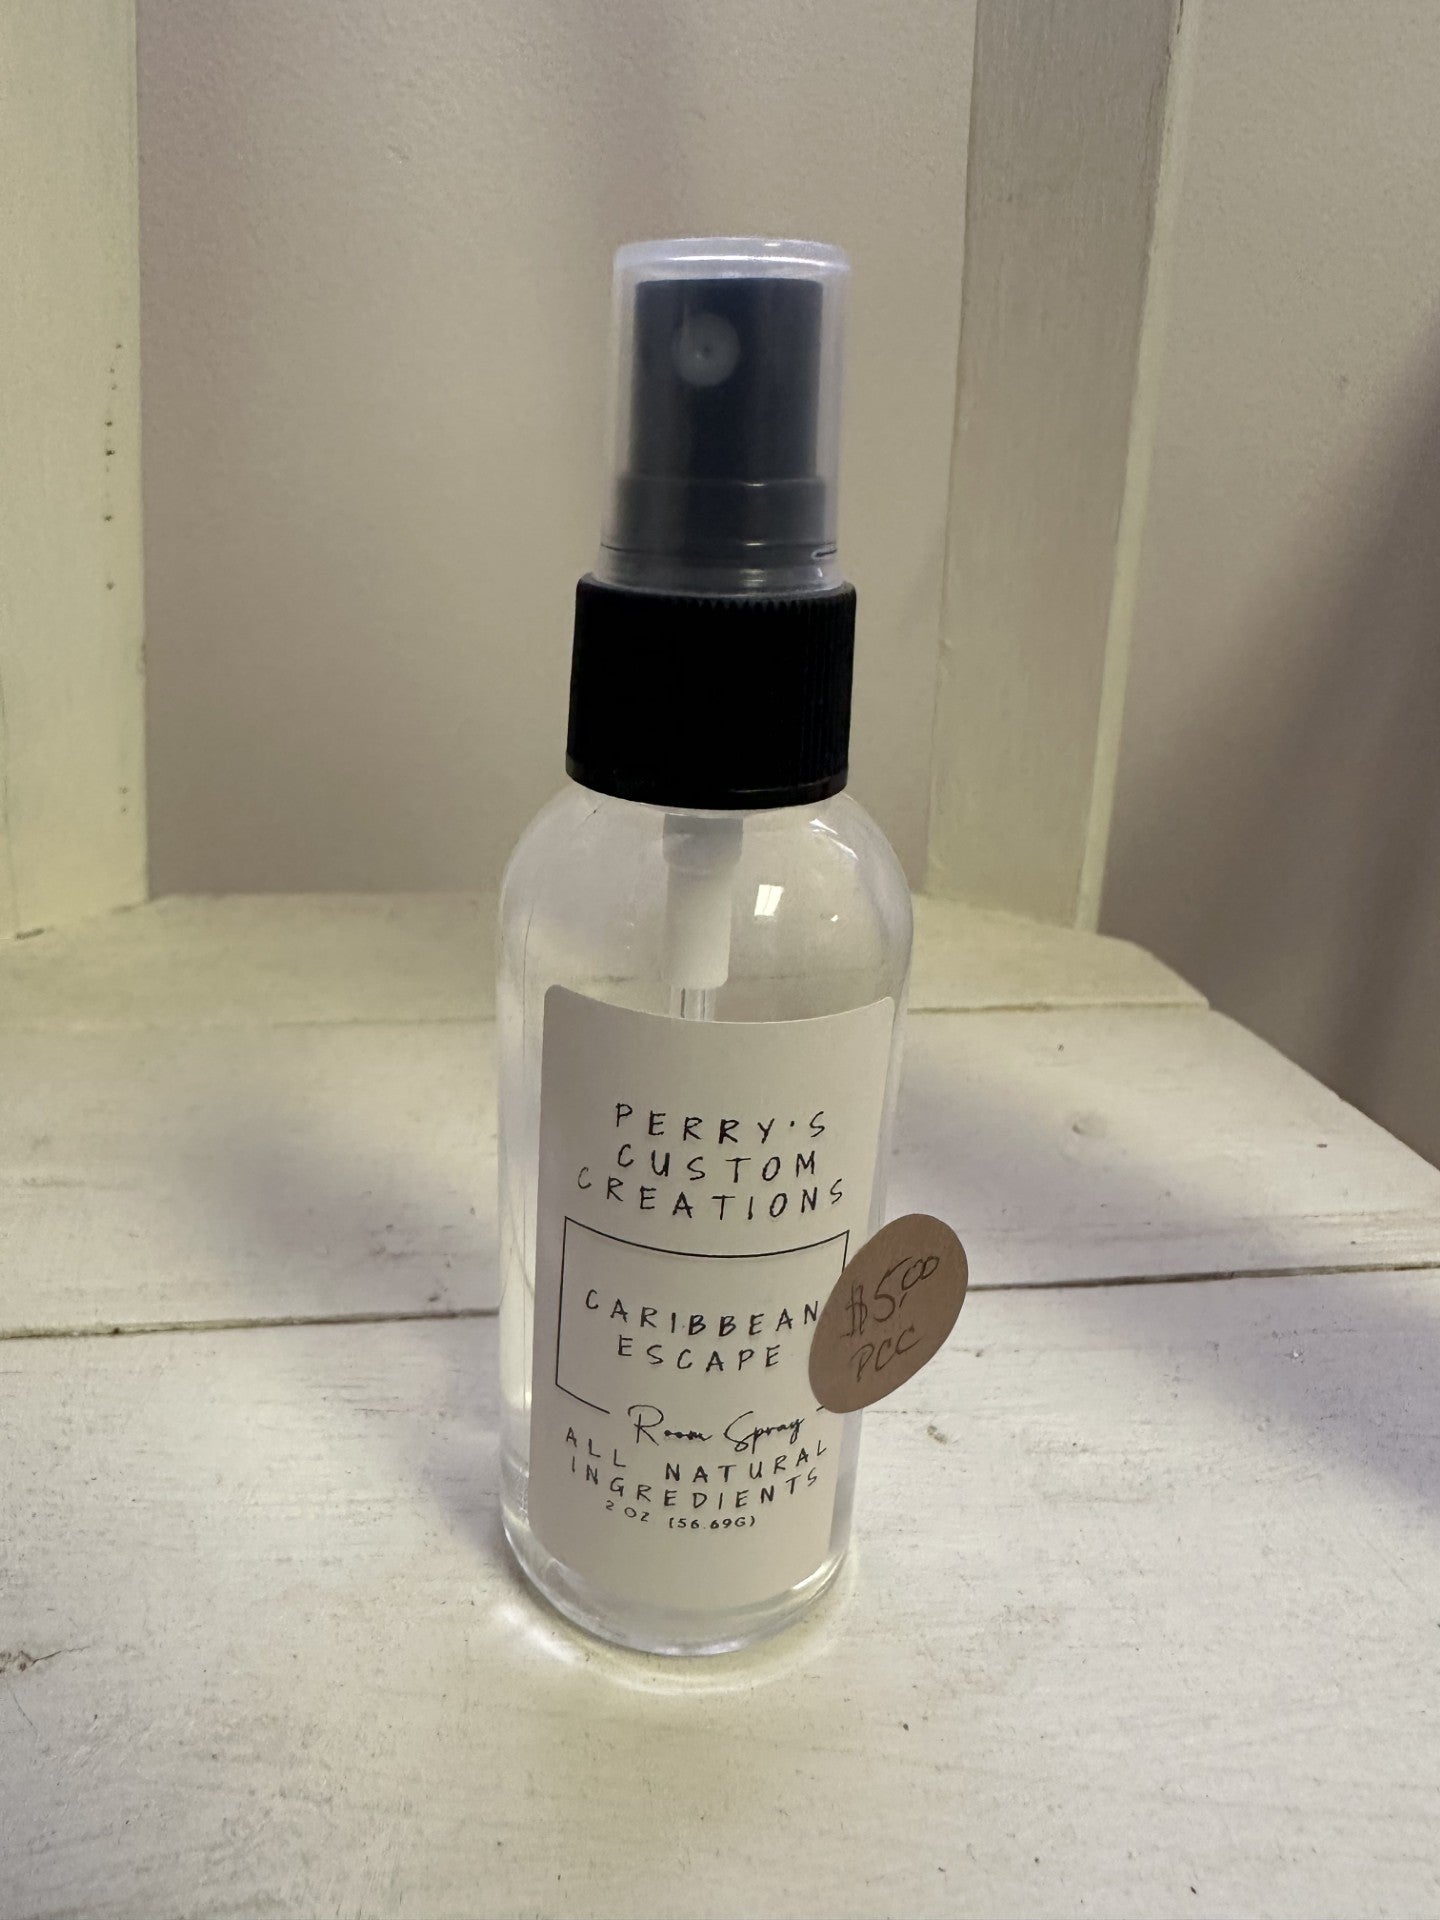 PERRY'S
CUSTOM
CREATIONS
CARIBBEAN
ESCAPE
Room Spray
ALL NATURAL
INGREDIENTS
2 OZ (56.69G)
$5.00
PCC